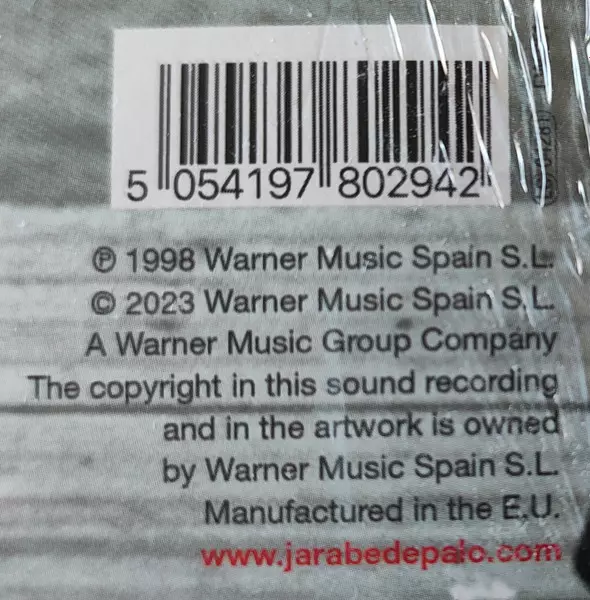 5 054197 802942
℗ 1998 Warner Music Spain S.L.
© 2023 Warner Music Spain S.L.
A Warner Music Group Company
The copyright in this sound recording
and in the artwork is owned
by Warner Music Spain S.L.
Manufactured in the E.U.
www.jarabedepalo.com